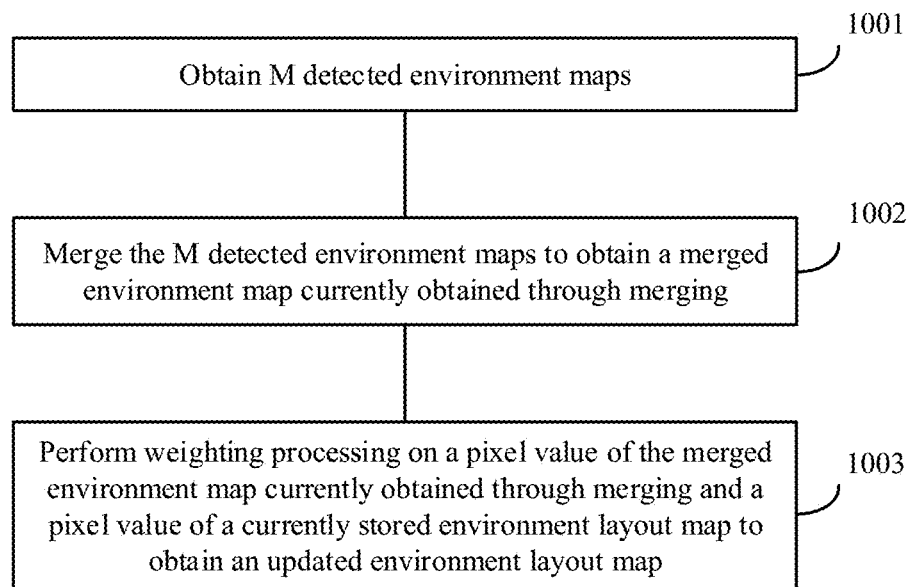 1001
Obtain M detected environment maps
1002
Merge the M detected environment maps to obtain a merged
environment map currently obtained through merging
1003
Perform weighting processing on a pixel value of the merged
environment map currently obtained through merging and a
pixel value of a currently stored environment layout map to
obtain an updated environment layout map